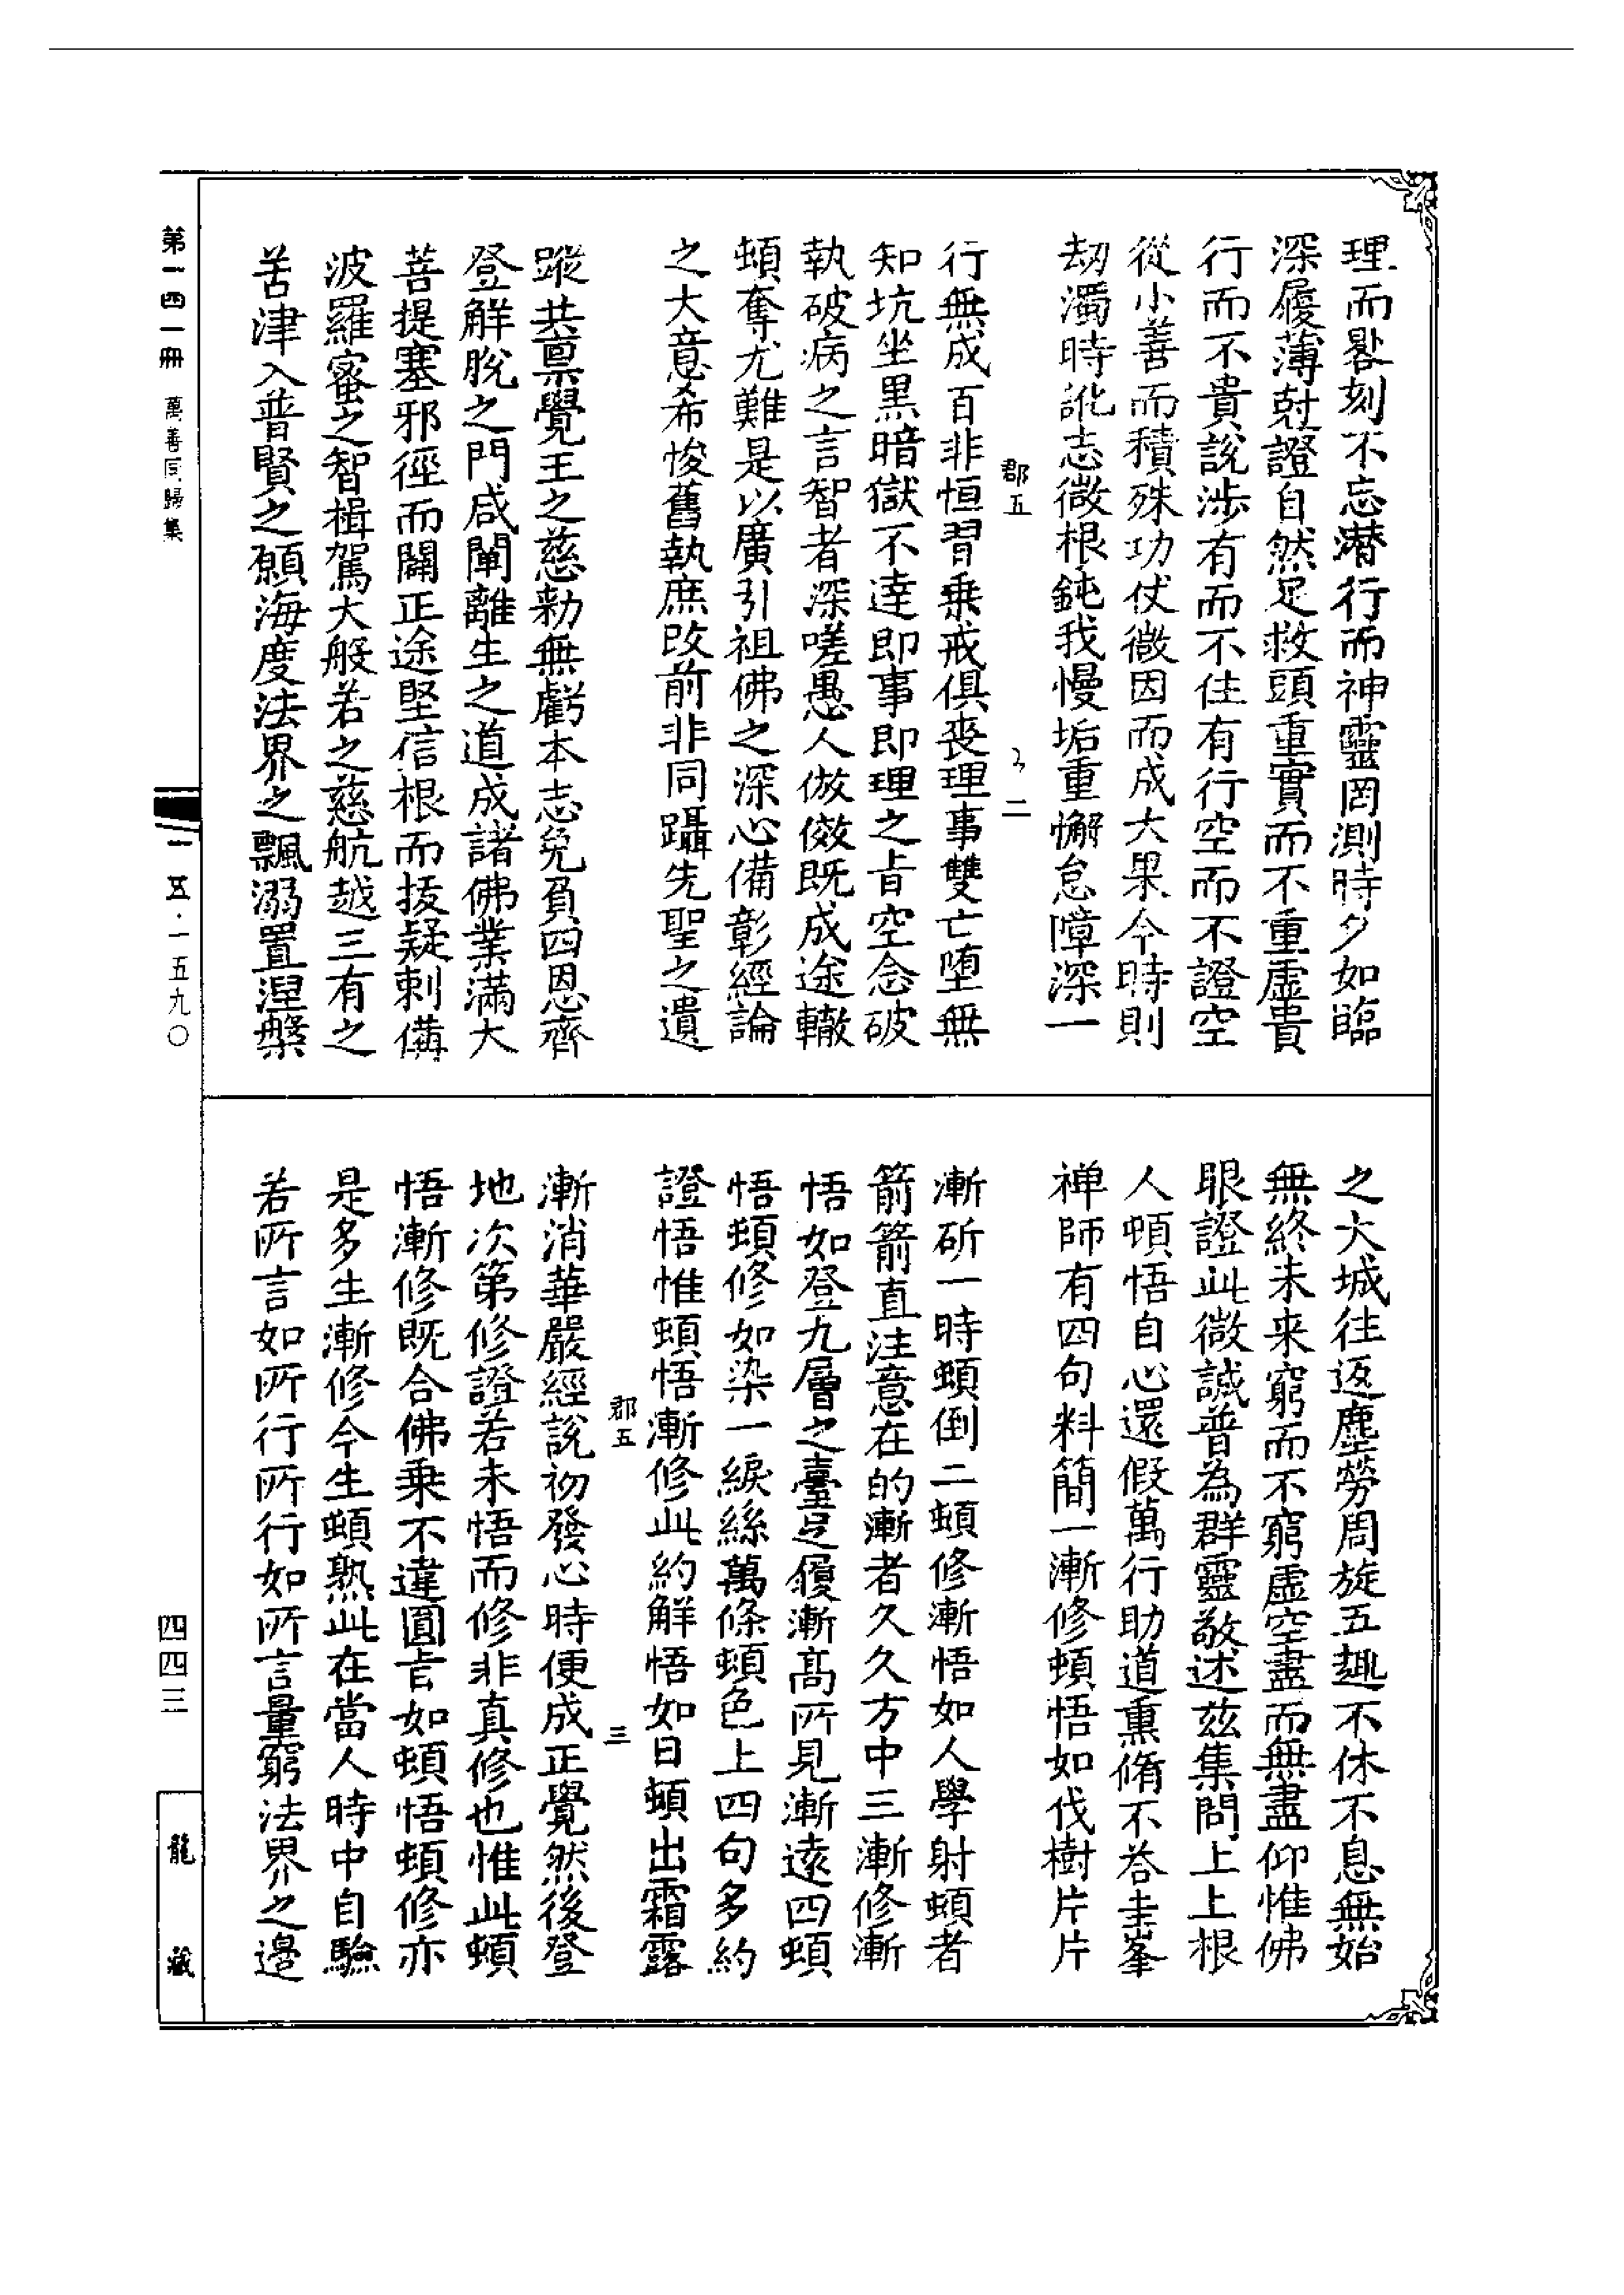 理而晷刻不忘潛行而神靈罔測時夕如臨
深履薄尅證自然足救頭重實而不重虛貴
行而不貴說涉有而不住有行空而不證空
從小善而積殊功仗微因而成大果今時則
劫濁時訛志微根鈍我慢垢重懈怠障深一
郡五 二
行無成百非恒習乗戒俱喪理事雙亡墮無
知坑坐黑暗獄不達即事即理之㫖空念破
執破病之言智者深嗟愚人倣傚既成途轍
頓奪尤難是以廣引祖佛之深心備彰經論
之大意希悛舊執庶改前非同躡先聖之遺
蹤共禀覺王之慈勑無虧本志免負四恩齊
登解脫之門咸闡離生之道成諸佛業滿大
菩提塞邪徑而闢正途堅信根而拔疑刺搆
波羅蜜之智楫駕大般若之慈航越三有之
苦津入普賢之願海度法界之飄溺置涅槃
之大城往返塵勞周旋五趣不休不息無始
無終未来窮而不窮虛空盡而無盡仰惟佛
眼證此微誠普為群靈敬述茲集問上上根
人頓悟自心還假萬行助道熏脩不荅圭峯
禅師有四句料簡一漸修頓悟如伐樹片片
漸斫一時頓倒二頓修漸悟如人學射頓者
箭箭直注意在的漸者久久方中三漸修漸
悟如登九層之臺足履漸髙所見漸遠四頓
悟頓修如染一綟絲萬條頓色上四句多約
證悟惟頓悟漸修此約解悟如日頓出霜露
郡五 三
漸消華嚴經說初發心時便成正覺然後登
地次第修證若未悟而修非真修也惟此頓
悟漸修既合佛乗不違圓㫖如頓悟頓修亦
是多生漸修今生頓熟此在當人時中自驗
若所言如所行所行如所言量窮法界之邊
第一四一冊 萬善同歸集
一五·一五九〇
四四三
龍藏